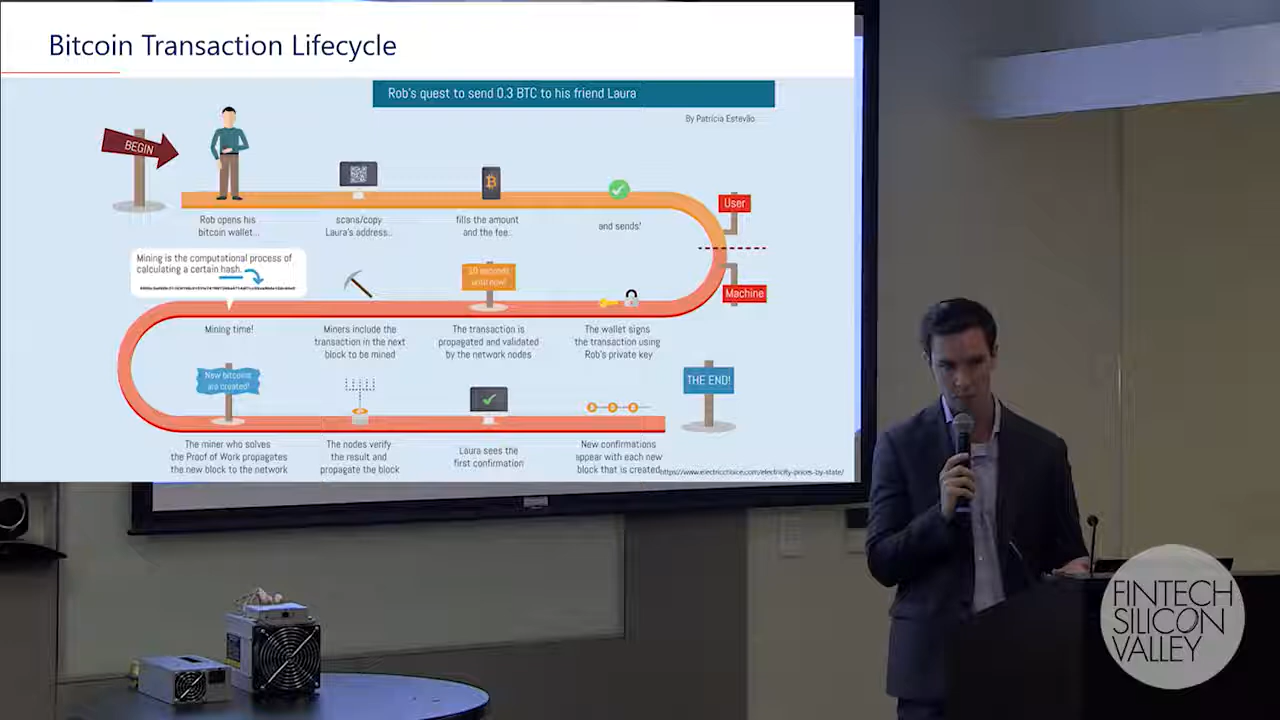 Bitcoin Transaction Lifecycle
Rob's quest to send 0.3 BTC to his friend Laura
By Patrícia Estevão
BEGIN
Rob opens his
bitcoin wallet...
scans/copy
Laura's address...
fills the amount
and the fee...
and sends!
User
Machine
Mining is the computational process of
calculating a certain hash.
Mining time!
Miners include the
transaction in the next
block to be mined
10 seconds
until now!
The transaction is
propagated and validated
by the network nodes
The wallet signs
the transaction using
Rob's private key
New bitcoins
are created!
The miner who solves
the Proof of Work propagates
the new block to the network
The nodes verify
the result and
propagate the block
Laura sees the
first confirmation
New confirmations
appear with each new
block that is created
THE END!
https://www.electricchoice.com/electricity-prices-by-state/
FINTECH
SILICON
VALLEY